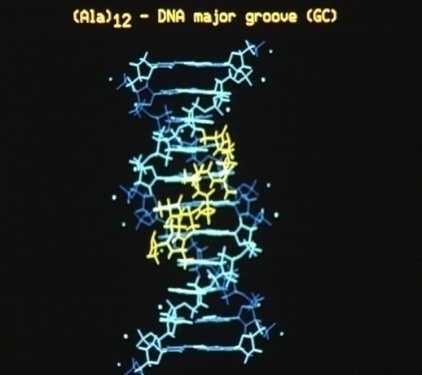 (Ala)12 - DNA major groove (GC)